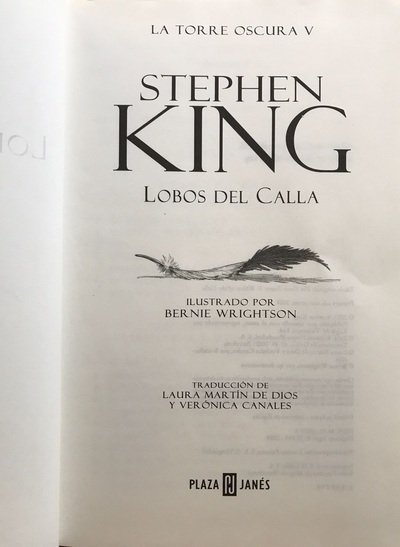 LA TORRE OSCURA V
STEPHEN
KING
LOBOS DEL CALLA
ILUSTRADO POR
BERNIE WRIGHTSON
TRADUCCIÓN DE
LAURA MARTÍN DE DIOS
Y VERÓNICA CANALES
PLAZA JANÉS